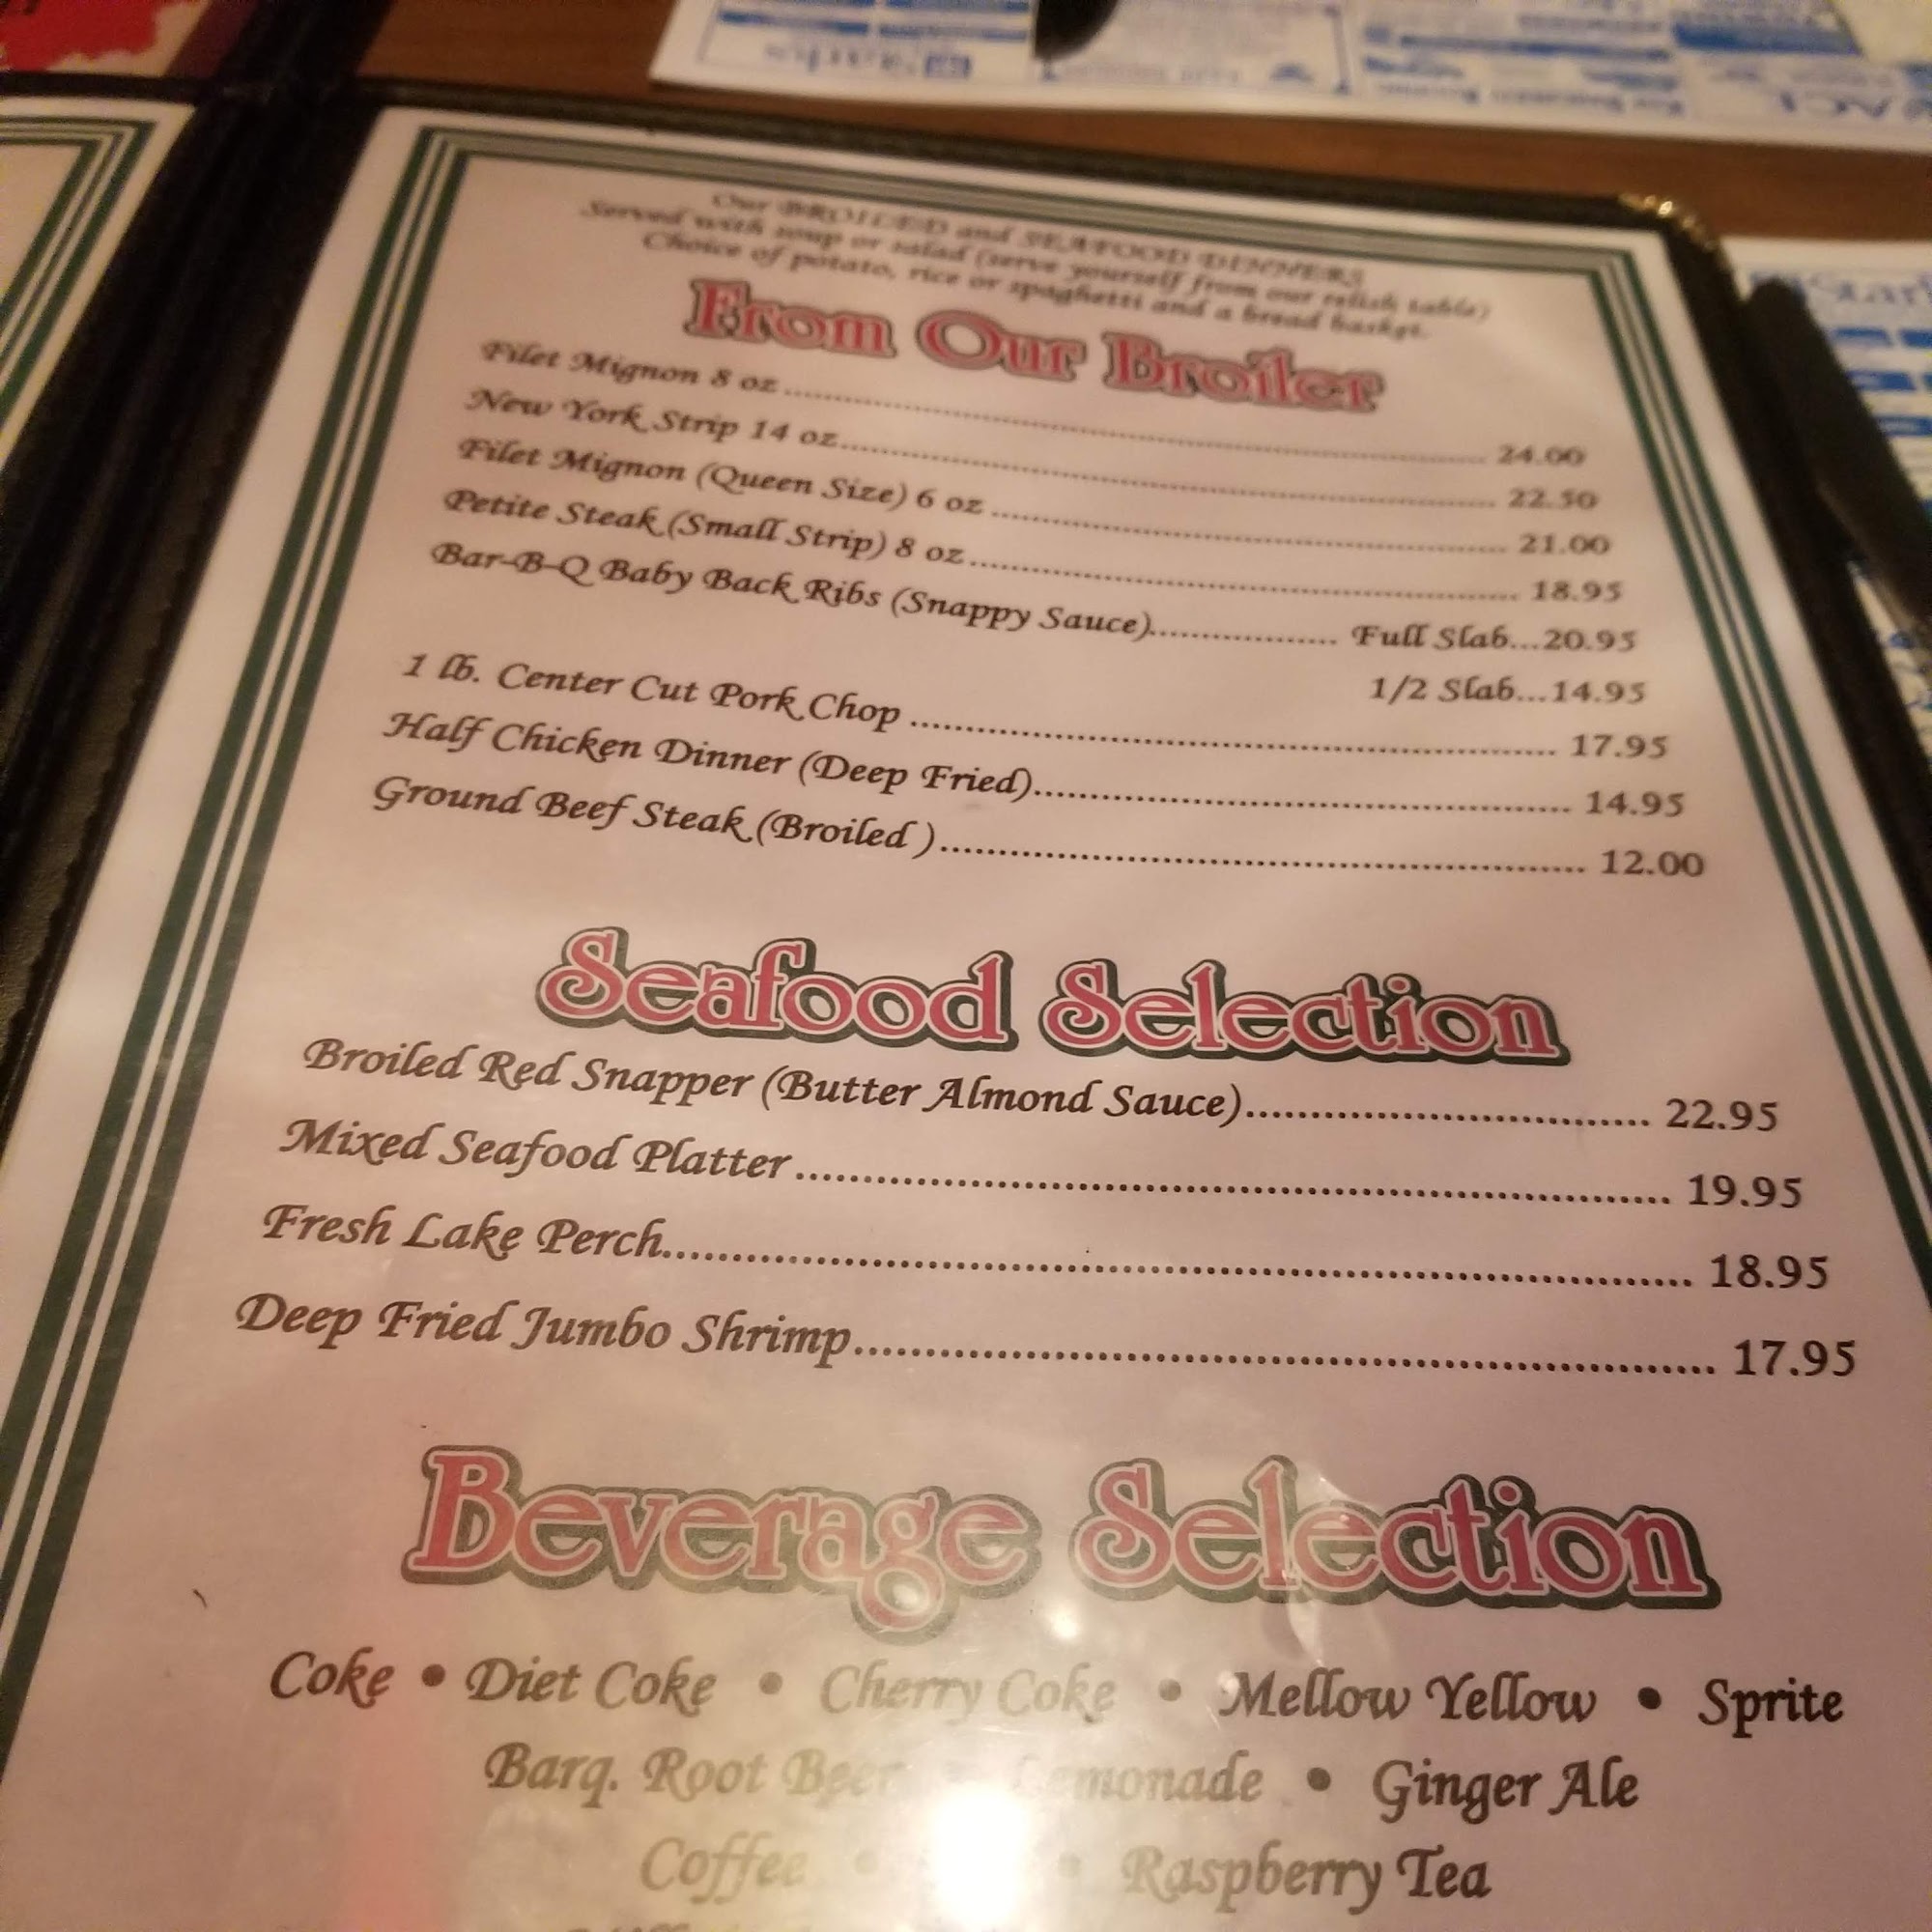 Our BROILED and SEAFOOD DINNERS
Served with soup or salad (serve yourself from our relish table)
Choice of potato, rice or spaghetti and a bread basket.
From Our Broiler
Filet Mignon 8 oz ........ 24.00
New York Strip 14 oz ........ 22.50
Filet Mignon (Queen Size) 6 oz ........ 21.00
Petite Steak (Small Strip) 8 oz ........ 18.95
Bar-B-Q Baby Back Ribs (Snappy Sauce) ........ Full Slab...20.95
1/2 Slab...14.95
1 lb. Center Cut Pork Chop ........ 17.95
Half Chicken Dinner (Deep Fried) ........ 14.95
Ground Beef Steak (Broiled ) ........ 12.00
Seafood Selection
Broiled Red Snapper (Butter Almond Sauce) ........ 22.95
Mixed Seafood Platter ........ 19.95
Fresh Lake Perch ........ 18.95
Deep Fried Jumbo Shrimp ........ 17.95
Beverage Selection
Coke • Diet Coke • Cherry Coke • Mellow Yellow • Sprite
Barq. Root Beer • Lemonade • Ginger Ale
Coffee • • Raspberry Tea